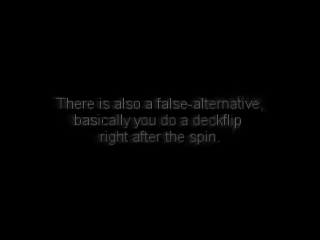 There is also a false-alternative,
basically you do a deckflip
right after the spin.